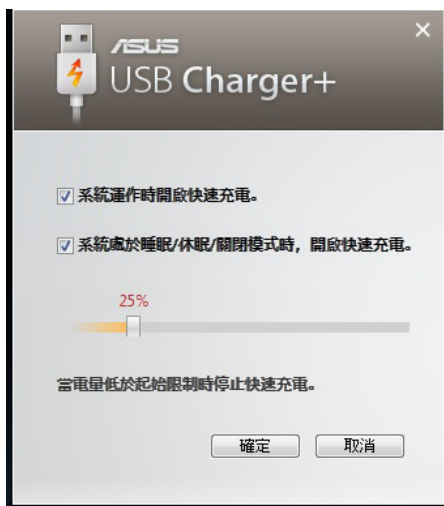 ASUS
USB Charger+
系統運作時開啟快速充電。
系統處於睡眠/休眠/關閉模式時，開啟快速充電。
25%
當電量低於起始限制時停止快速充電。
確定 取消